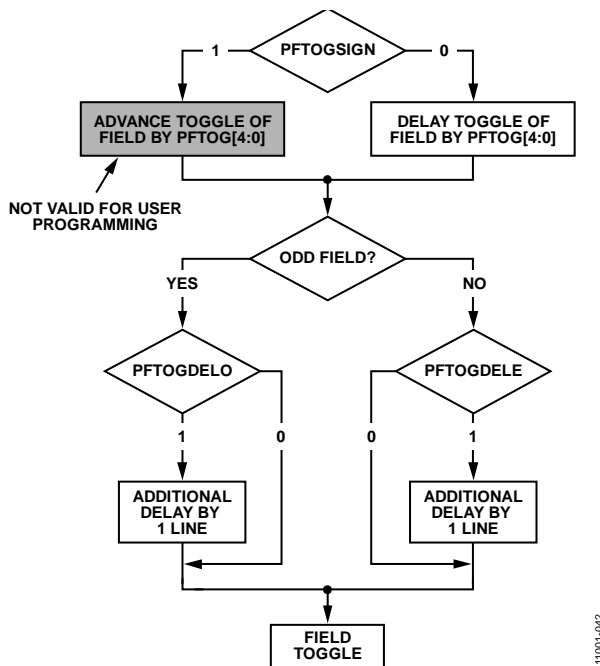 1
PFTOGSIGN
0
ADVANCE TOGGLE OF
FIELD BY PFTOG[4:0]
DELAY TOGGLE OF
FIELD BY PFTOG[4:0]
NOT VALID FOR USER
PROGRAMMING
ODD FIELD?
YES
NO
PFTOGDELO
PFTOGDELE
1
0
0
1
ADDITIONAL
DELAY BY
1 LINE
ADDITIONAL
DELAY BY
1 LINE
FIELD
TOGGLE
11001-042